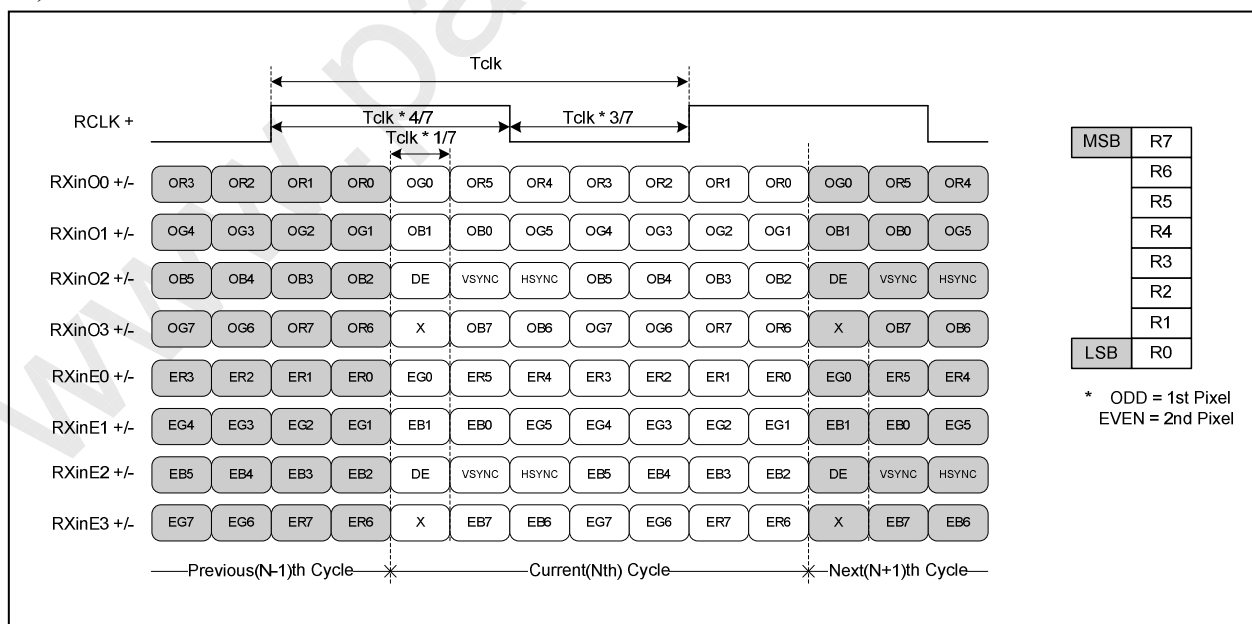 Tclk
RCLK +
Tclk * 4/7
Tclk * 3/7
Tclk * 1/7
RXinO0 +/- OR3 OR2 OR1 OR0 OG0 OR5 OR4 OR3 OR2 OR1 OR0 OG0 OR5 OR4
RXinO1 +/- OG4 OG3 OG2 OG1 OB1 OB0 OG5 OG4 OG3 OG2 OG1 OB1 OB0 OG5
RXinO2 +/- OB5 OB4 OB3 OB2 DE VSYNC HSYNC OB5 OB4 OB3 OB2 DE VSYNC HSYNC
RXinO3 +/- OG7 OG6 OR7 OR6 X OB7 OB6 OG7 OG6 OR7 OR6 X OB7 OB6
RXinE0 +/- ER3 ER2 ER1 ER0 EG0 ER5 ER4 ER3 ER2 ER1 ER0 EG0 ER5 ER4
RXinE1 +/- EG4 EG3 EG2 EG1 EB1 EB0 EG5 EG4 EG3 EG2 EG1 EB1 EB0 EG5
RXinE2 +/- EB5 EB4 EB3 EB2 DE VSYNC HSYNC EB5 EB4 EB3 EB2 DE VSYNC HSYNC
RXinE3 +/- EG7 EG6 ER7 ER6 X EB7 EB6 EG7 EG6 ER7 ER6 X EB7 EB6
Previous(N-1)th Cycle Current(Nth) Cycle Next(N+1)th Cycle
MSB R7
R6
R5
R4
R3
R2
R1
LSB R0
* ODD = 1st Pixel
EVEN = 2nd Pixel